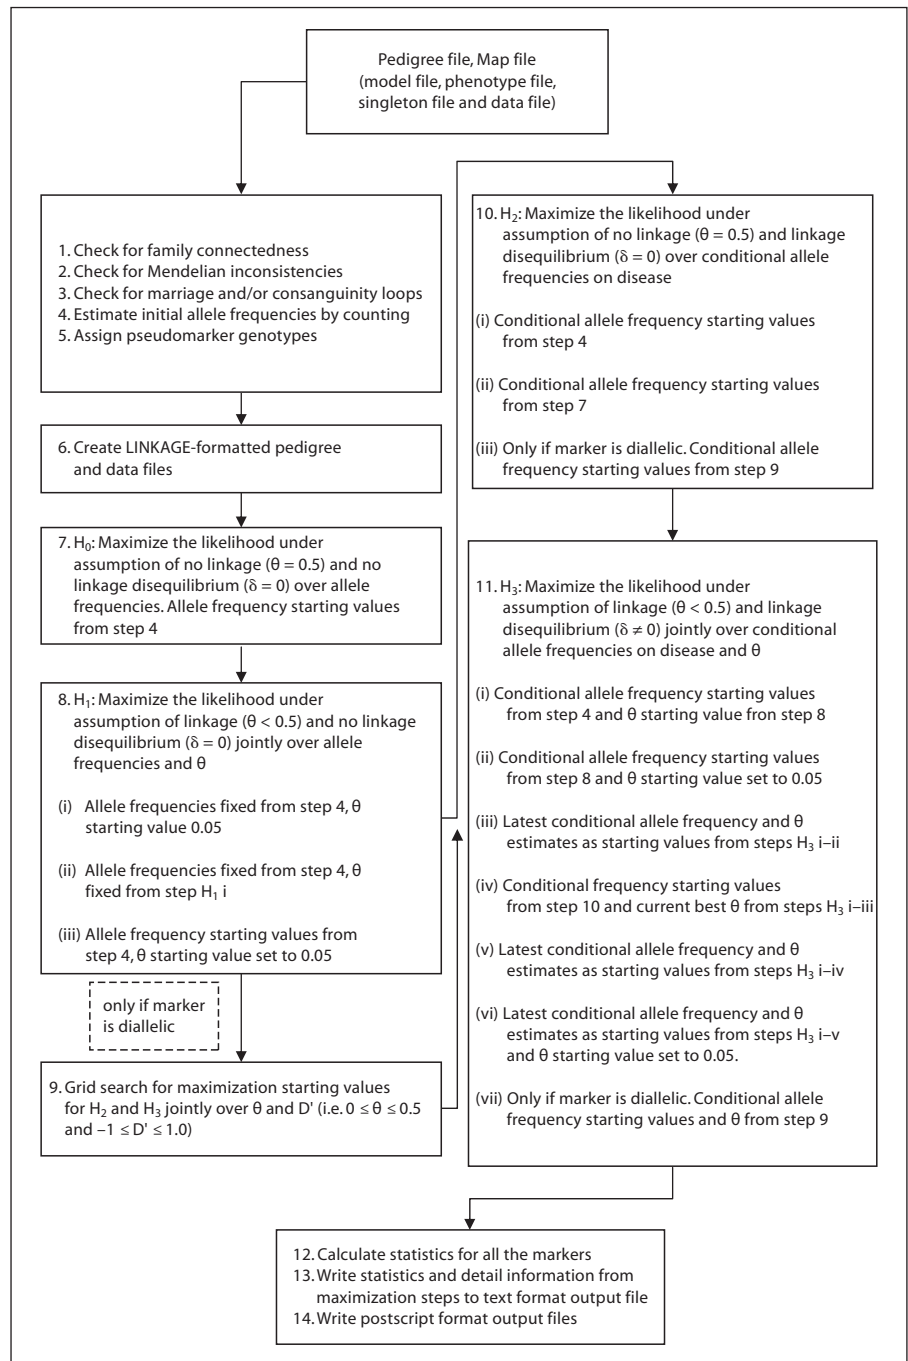 Pedigree file, Map file
(model file, phenotype file,
singleton file and data file)
1. Check for family connectedness
2. Check for Mendelian inconsistencies
3. Check for marriage and/or consanguinity loops
4. Estimate initial allele frequencies by counting
5. Assign pseudomarker genotypes
6. Create LINKAGE-formatted pedigree
and data files
7. H₀: Maximize the likelihood under
assumption of no linkage (θ = 0.5) and no
linkage disequilibrium (δ = 0) over allele
frequencies. Allele frequency starting values
from step 4
8. H₁: Maximize the likelihood under
assumption of linkage (θ < 0.5) and no linkage
disequilibrium (δ = 0) jointly over allele
frequencies and θ
(i) Allele frequencies fixed from step 4, θ
starting value 0.05
(ii) Allele frequencies fixed from step 4, θ
fixed from step H₁ i
(iii) Allele frequency starting values from
step 4, θ starting value set to 0.05
only if marker
is diallelic
9. Grid search for maximization starting values
for H₂ and H₃ jointly over θ and D' (i.e. 0 ≤ θ ≤ 0.5
and –1 ≤ D' ≤ 1.0)
10. H₂: Maximize the likelihood under
assumption of no linkage (θ = 0.5) and linkage
disequilibrium (δ = 0) over conditional allele
frequencies on disease
(i) Conditional allele frequency starting values
from step 4
(ii) Conditional allele frequency starting values
from step 7
(iii) Only if marker is diallelic. Conditional allele
frequency starting values from step 9
11. H₃: Maximize the likelihood under
assumption of linkage (θ < 0.5) and linkage
disequilibrium (δ ≠ 0) jointly over conditional
allele frequencies on disease and θ
(i) Conditional allele frequency starting values
from step 4 and θ starting value fron step 8
(ii) Conditional allele frequency starting values
from step 8 and θ starting value set to 0.05
(iii) Latest conditional allele frequency and θ
estimates as starting values from steps H₃ i–ii
(iv) Conditional frequency starting values
from step 10 and current best θ from steps H₃ i–iii
(v) Latest conditional allele frequency and θ
estimates as starting values from steps H₃ i–iv
(vi) Latest conditional allele frequency and θ
estimates as starting values from steps H₃ i–v
and θ starting value set to 0.05.
(vii) Only if marker is diallelic. Conditional allele
frequency starting values and θ from step 9
12. Calculate statistics for all the markers
13. Write statistics and detail information from
maximization steps to text format output file
14. Write postscript format output files